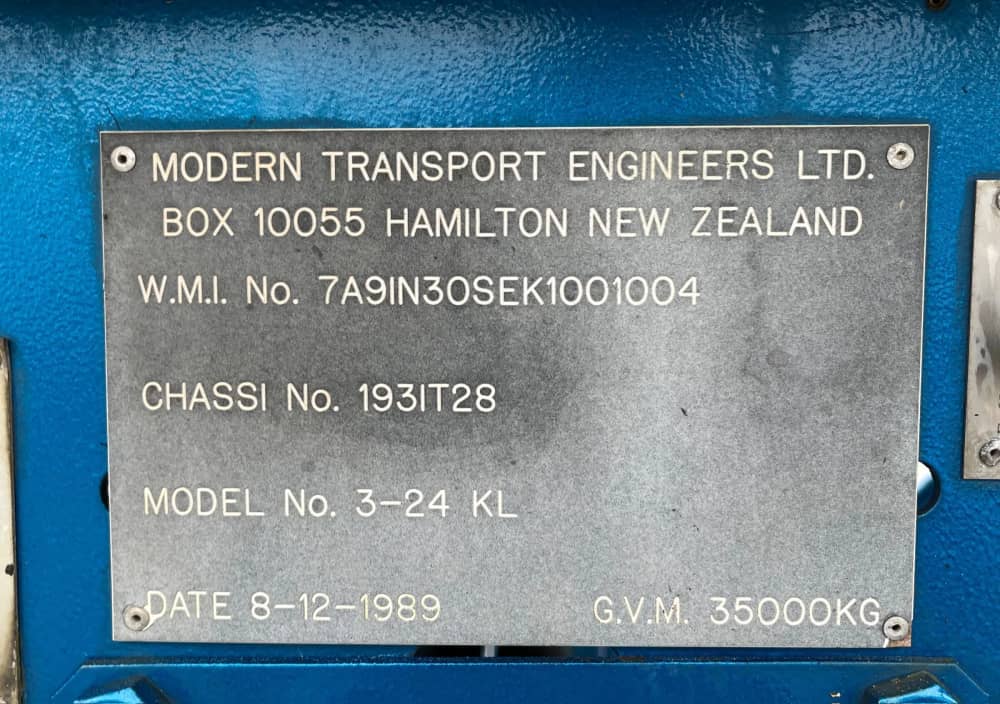 MODERN TRANSPORT ENGINEERS LTD.
BOX 10055 HAMILTON NEW ZEALAND
W.M.I. No. 7A9IN30SEK1001004
CHASSI No. 193IT28
MODEL No. 3-24 KL
DATE 8-12-1989 G.V.M. 35000KG